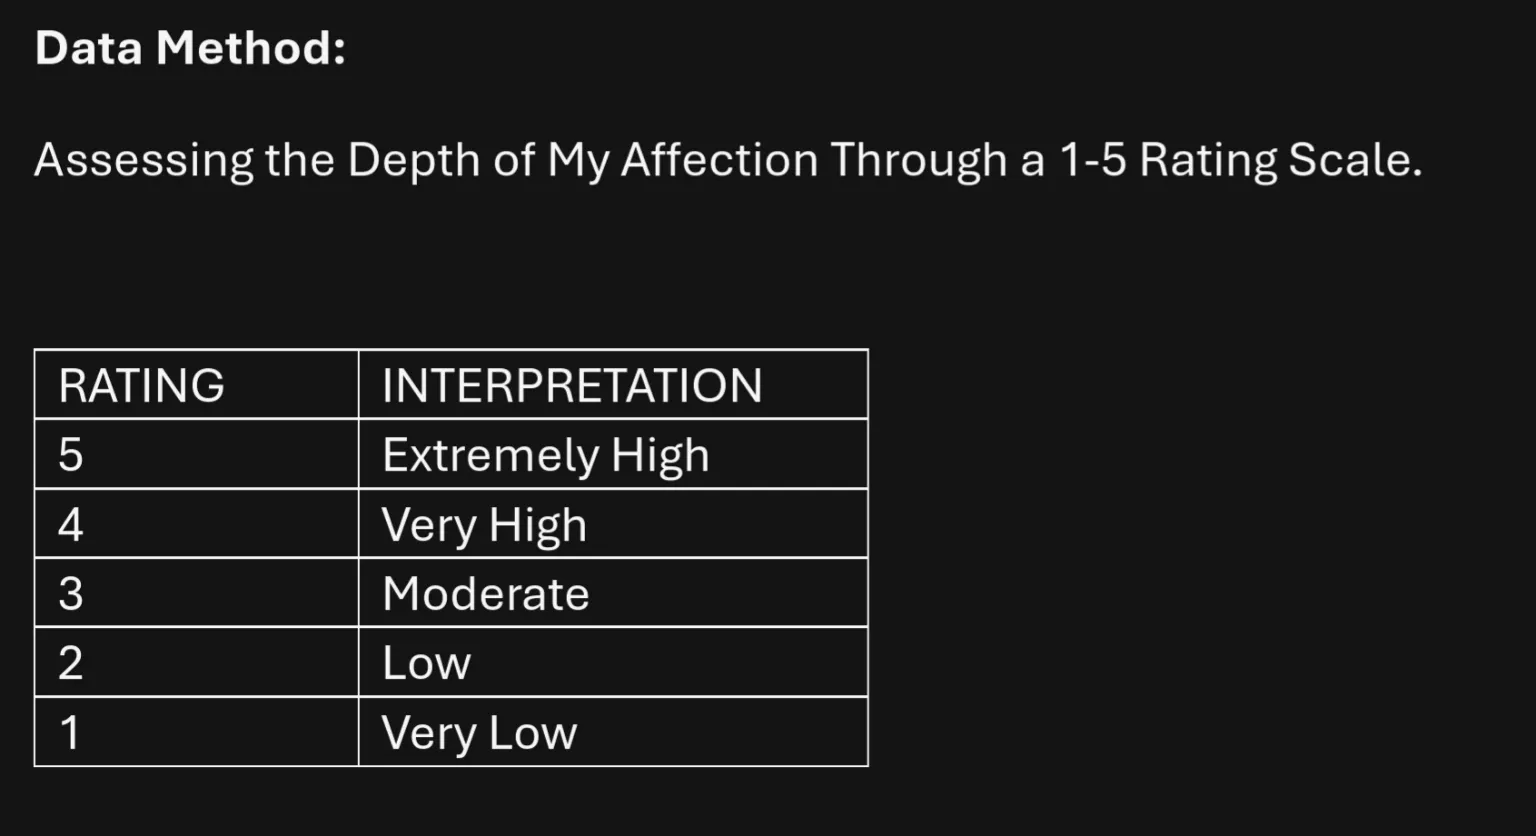 Data Method:
Assessing the Depth of My Affection Through a 1-5 Rating Scale.
RATING INTERPRETATION
5 Extremely High
4 Very High
3 Moderate
2 Low
1 Very Low